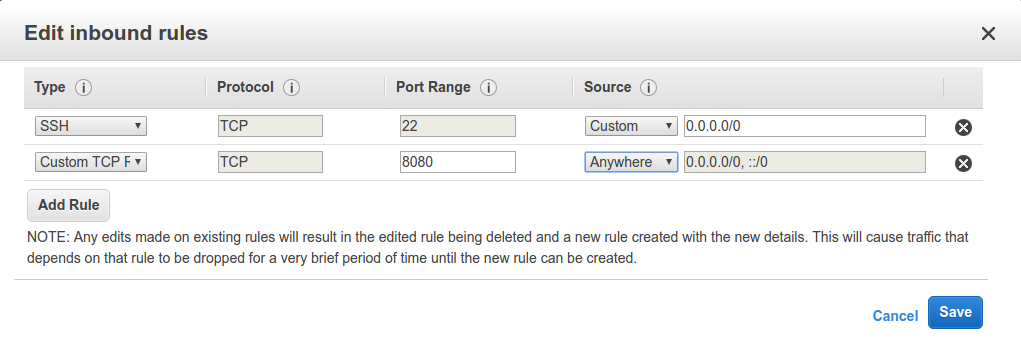 Edit inbound rules
Type Protocol Port Range Source
SSH TCP 22 Custom 0.0.0.0/0
Custom TCP R TCP 8080 Anywhere 0.0.0.0/0, ::/0
Add Rule
NOTE: Any edits made on existing rules will result in the edited rule being deleted and a new rule created with the new details. This will cause traffic that
depends on that rule to be dropped for a very brief period of time until the new rule can be created.
Cancel Save